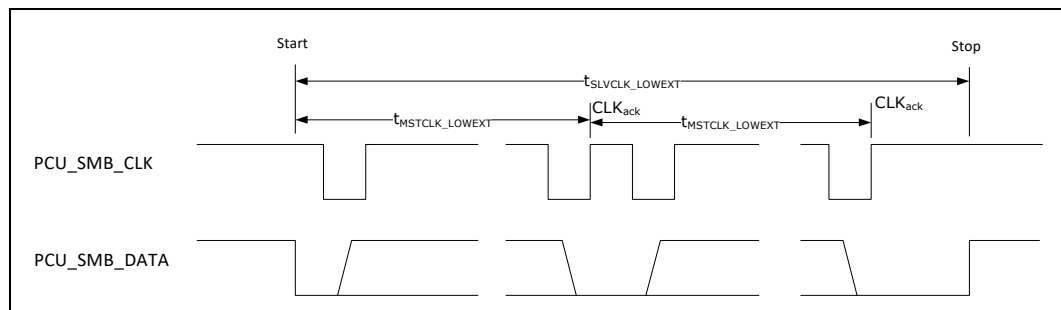 Start
Stop
tSLVCLK_LOWEXT
CLKack
CLKack
tMSTCLK_LOWEXT
tMSTCLK_LOWEXT
PCU_SMB_CLK
PCU_SMB_DATA